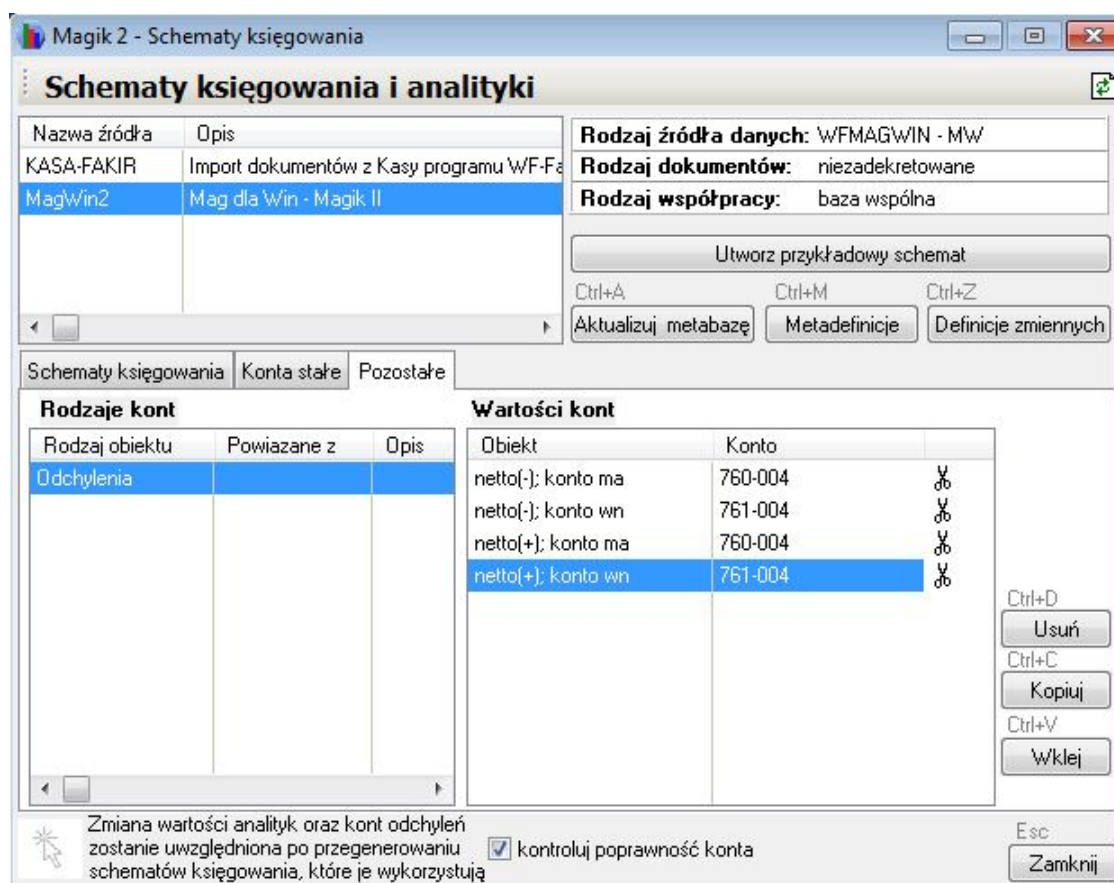 Magik 2 - Schematy księgowania
Schematy księgowania i analityki
Nazwa źródła Opis
KASA-FAKIR Import dokumentów z Kasy programu WF-Fa
MagWin2 Mag dla Win - Magik II
Rodzaj źródła danych: WFMAGWIN - MW
Rodzaj dokumentów: niezadekretowane
Rodzaj współpracy: baza wspólna
Utworz przykładowy schemat
Ctrl+A Ctrl+M Ctrl+Z
Aktualizuj metabazę Metadefinicje Definicje zmiennych
Schematy księgowania Konta stałe Pozostałe
Rodzaje kont
Rodzaj obiektu Powiazane z Opis
Odchylenia
Wartości kont
Obiekt Konto
netto(-); konto ma 760-004
netto(-); konto wn 761-004
netto(+); konto ma 760-004
netto(+); konto wn 761-004
Ctrl+D
Usuń
Ctrl+C
Kopiuj
Ctrl+V
Wklej
Zmiana wartości analityk oraz kont odchyleń
zostanie uwzględniona po przegenerowaniu
schematów księgowania, które je wykorzystują
kontroluj poprawność konta
Esc
Zamknij